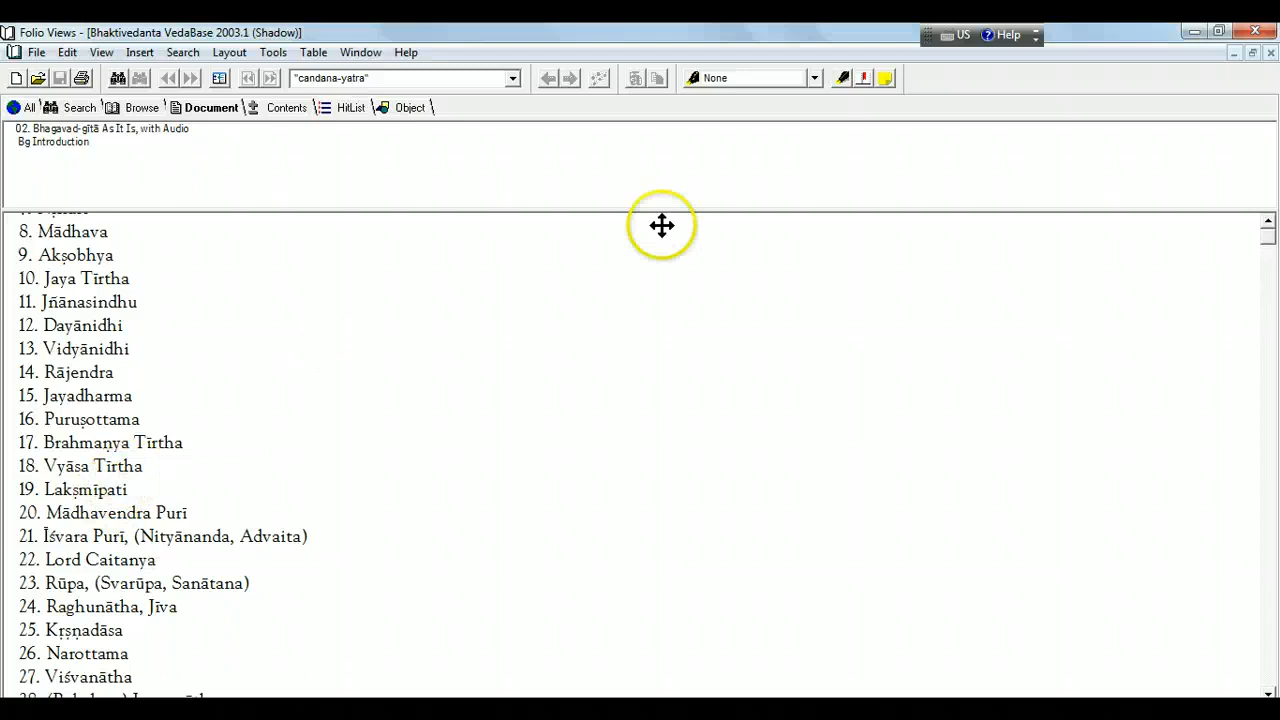 Folio Views - [Bhaktivedanta VedaBase 2003.1 (Shadow)]
US Help
File Edit View Insert Search Layout Tools Table Window Help
"candana-yatra" None
All Search Browse Document Contents HitList Object
02. Bhagavad-gītā As It Is, with Audio
Bg Introduction
8. Mādhava
9. Akṣobhya
10. Jaya Tīrtha
11. Jñānasindhu
12. Dayānidhi
13. Vidyānidhi
14. Rājendra
15. Jayadharma
16. Puruṣottama
17. Brahmaṇya Tīrtha
18. Vyāsa Tīrtha
19. Lakṣmīpati
20. Mādhavendra Purī
21. Īśvara Purī, (Nityānanda, Advaita)
22. Lord Caitanya
23. Rūpa, (Svarūpa, Sanātana)
24. Raghunātha, Jīva
25. Kṛṣṇadāsa
26. Narottama
27. Viśvanātha